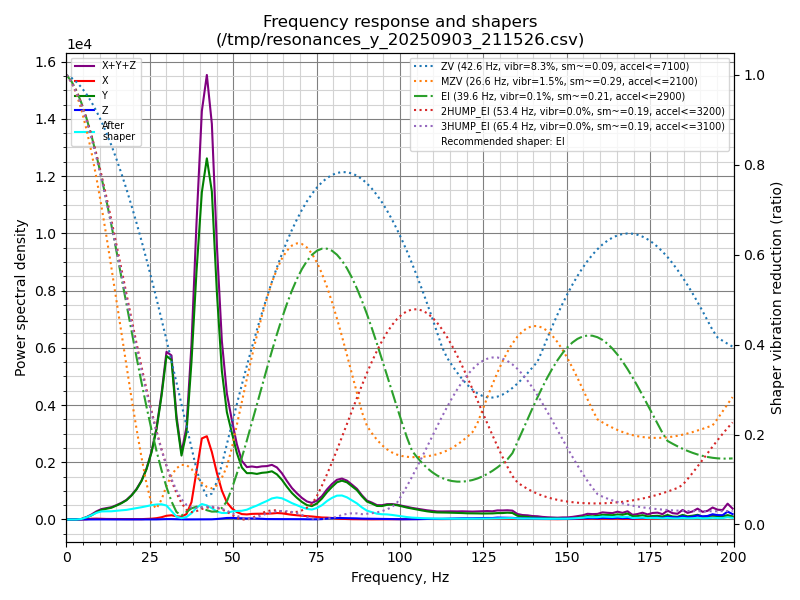 Frequency response and shapers
(/tmp/resonances_y_20250903_211526.csv)
1e4
X+Y+Z
X
Y
Z
After
shaper
ZV (42.6 Hz, vibr=8.3%, sm~=0.09, accel<=7100)
MZV (26.6 Hz, vibr=1.5%, sm~=0.29, accel<=2100)
EI (39.6 Hz, vibr=0.1%, sm~=0.21, accel<=2900)
2HUMP_EI (53.4 Hz, vibr=0.0%, sm~=0.19, accel<=3200)
3HUMP_EI (65.4 Hz, vibr=0.0%, sm~=0.19, accel<=3100)
Recommended shaper: EI
Power spectral density
1.6
1.4
1.2
1.0
0.8
0.6
0.4
0.2
0.0
1.0
0.8
0.6
0.4
0.2
0.0
Shaper vibration reduction (ratio)
0 25 50 75 100 125 150 175 200
Frequency, Hz